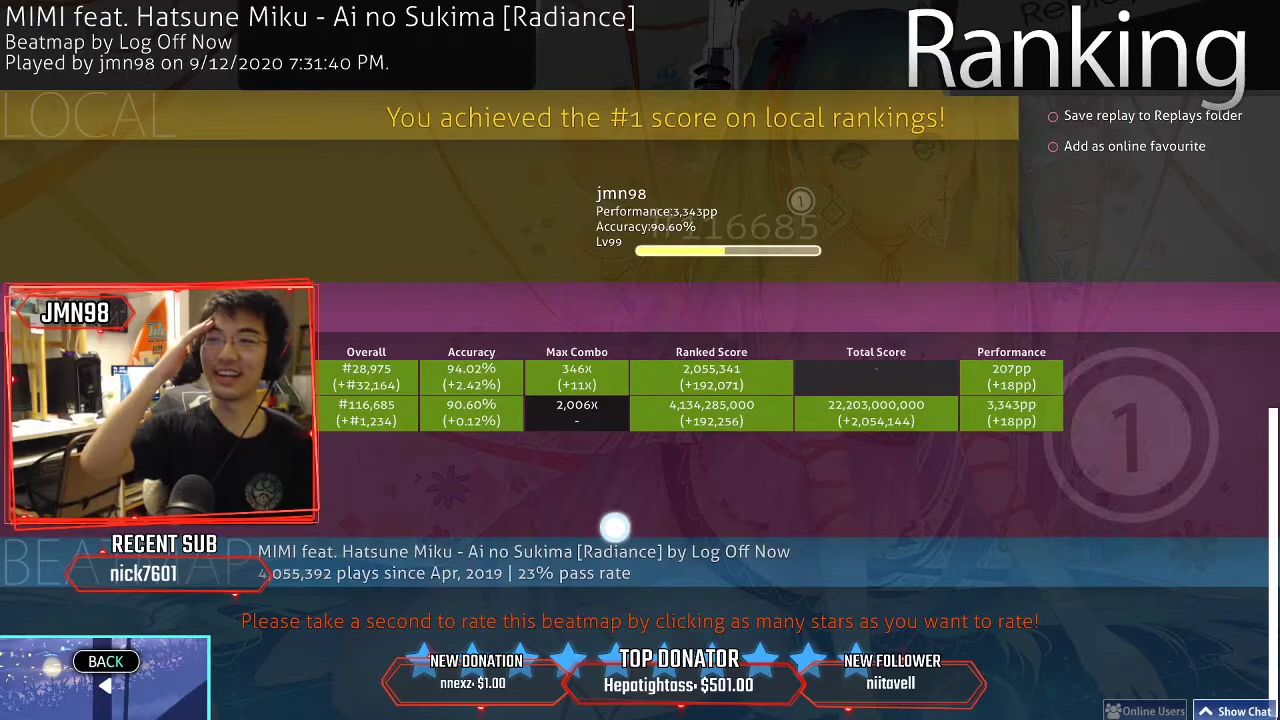 MIMI feat. Hatsune Miku - Ai no Sukima [Radiance]
Beatmap by Log Off Now
Played by jmn98 on 9/12/2020 7:31:40 PM.
Ranking
LOCAL
You achieved the #1 score on local rankings!
Save replay to Replays folder
Add as online favourite
jmn98
Performance:3,343pp
Accuracy:90.60%
Lv99
#116685
1
JMN98
Overall Accuracy Max Combo Ranked Score Total Score Performance
#28,975 94.02% 346x 2,055,341 - 207pp
(+#32,164) (+2.42%) (+11x) (+192,071) (+18pp)
#116,685 90.60% 2,006x 4,134,285,000 22,203,000,000 3,343pp
(+#1,234) (+0.12%) - (+192,256) (+2,054,144) (+18pp)
1
RECENT SUB
nick7601
BEATMAP
MIMI feat. Hatsune Miku - Ai no Sukima [Radiance] by Log Off Now
4,055,392 plays since Apr, 2019 | 23% pass rate
Please take a second to rate this beatmap by clicking as many stars as you want to rate!
BACK
NEW DONATION
nnexz• $1.00
TOP DONATOR
Hepatightass• $501.00
NEW FOLLOWER
niitavell
Online Users
Show Chat